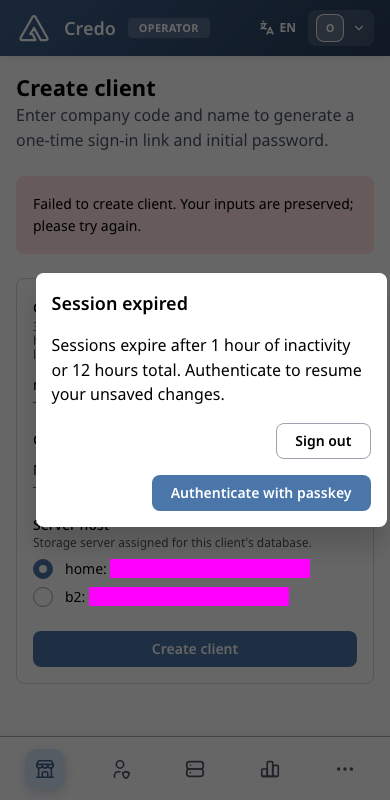 Credo
OPERATOR
EN
O
Create client
Enter company code and name to generate a
one-time sign-in link and initial password.
Failed to create client. Your inputs are preserved;
please try again.
Session expired
Sessions expire after 1 hour of inactivity
or 12 hours total. Authenticate to resume
your unsaved changes.
Sign out
Authenticate with passkey
Server host
Storage server assigned for this client's database.
home:
b2:
Create client